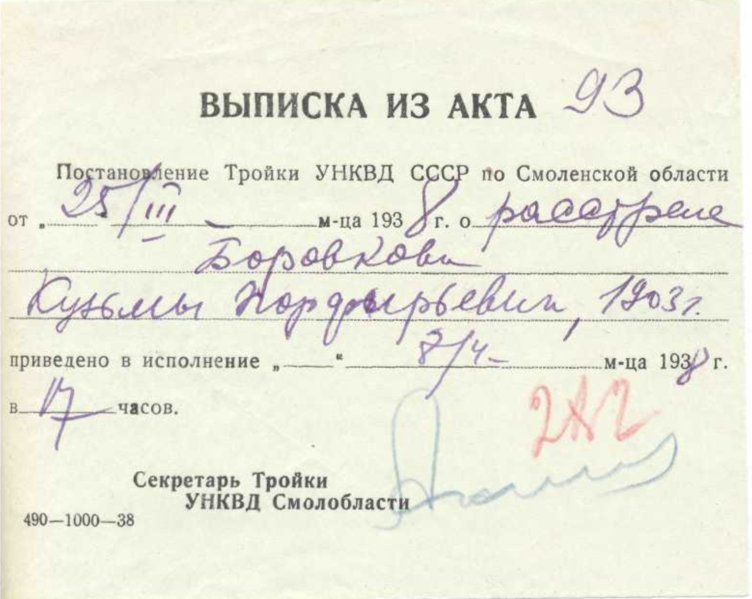 ВЫПИСКА ИЗ АКТА 93
Постановление Тройки УНКВД СССР по Смоленской области
от „ 25/III – м-ца 1938 г. о расстреле
Боровкова
Кузьмы Порфирьевича, 1903 г.
приведено в исполнение „ “ 8/4– м-ца 1938 г.
в 17 часов.
Секретарь Тройки
УНКВД Смолобласти
490—1000—38